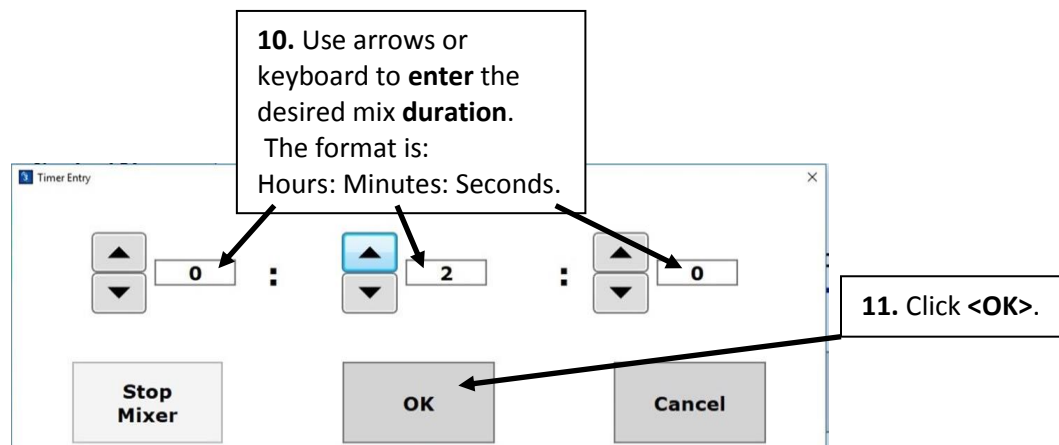 10. Use arrows or
keyboard to enter the
desired mix duration.
The format is:
Hours: Minutes: Seconds.
Timer Entry
0 : 2 : 0
11. Click <OK>.
Stop
Mixer
OK
Cancel